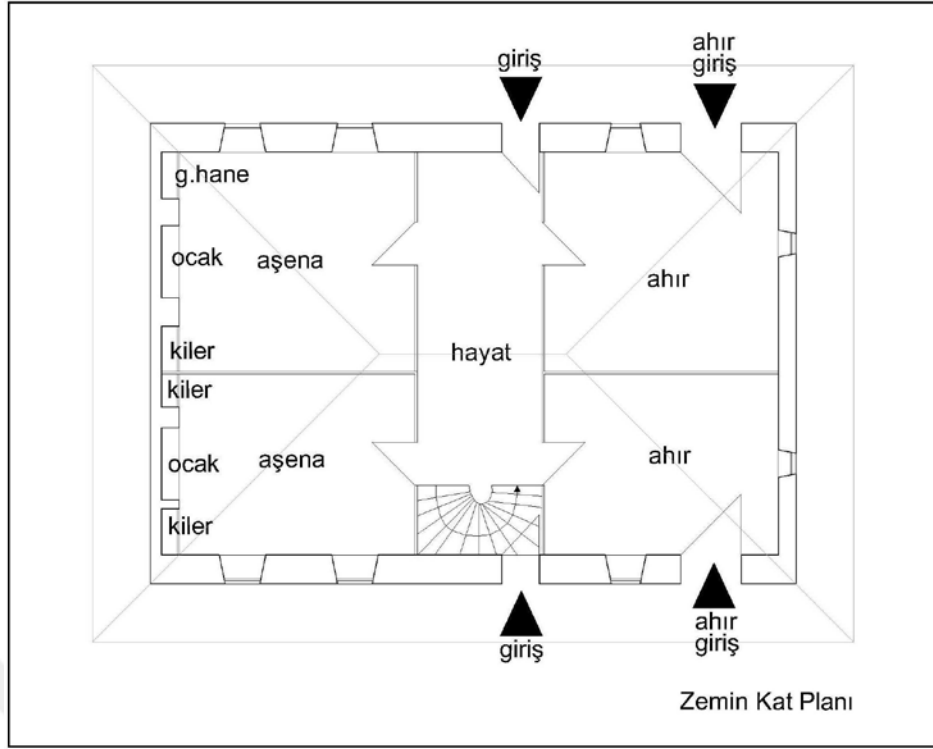 giriş
ahır
giriş
g.hane
ocak
aşena
ahır
kiler
hayat
kiler
ocak
aşena
ahır
kiler
giriş
ahır
giriş
Zemin Kat Planı